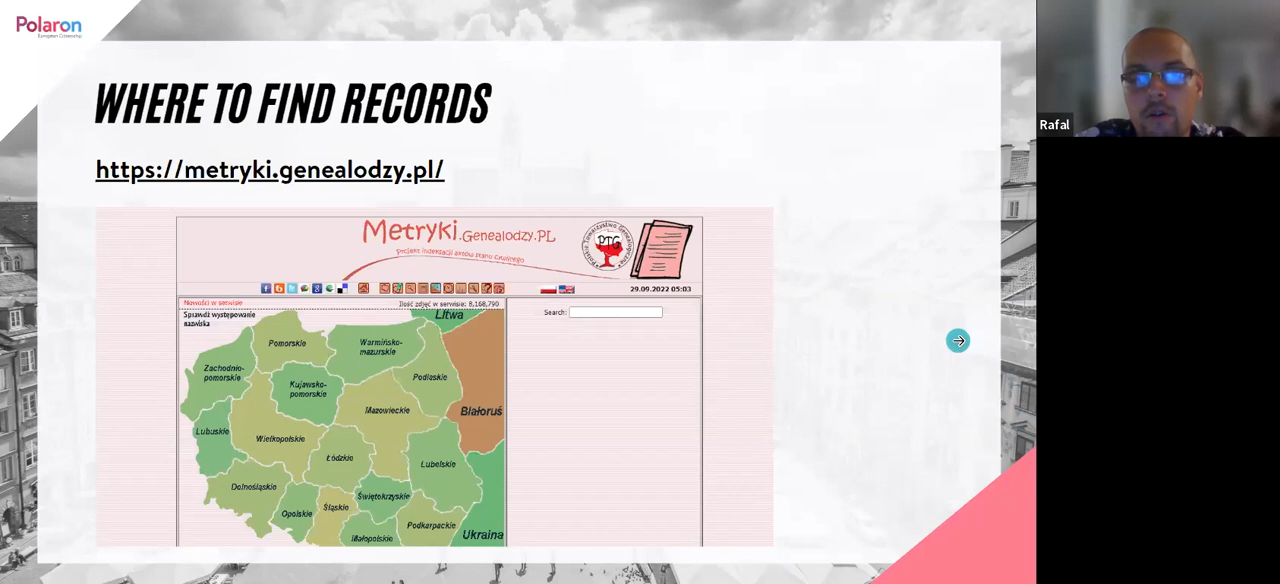 Polaron
European Citizenship
WHERE TO FIND RECORDS
https://metryki.genealodzy.pl/
Metryki.Genealodzy.PL
Projekt indeksacji aktów stanu cywilnego
PTG
29.09.2022 05:03
Nowości w serwisie
Ilość zdjęć w serwisie: 8,168,790
Sprawdź występowanie
nazwiska
Search:
Litwa
Pomorskie
Warmińsko-
mazurskie
Zachodnio-
pomorskie
Podlaskie
Kujawsko-
pomorskie
Mazowieckie
Białoruś
Lubuskie
Wielkopolskie
Łódzkie
Lubelskie
Dolnośląskie
Świętokrzyskie
Opolskie
Śląskie
Podkarpackie
Małopolskie
Ukraina
Rafal